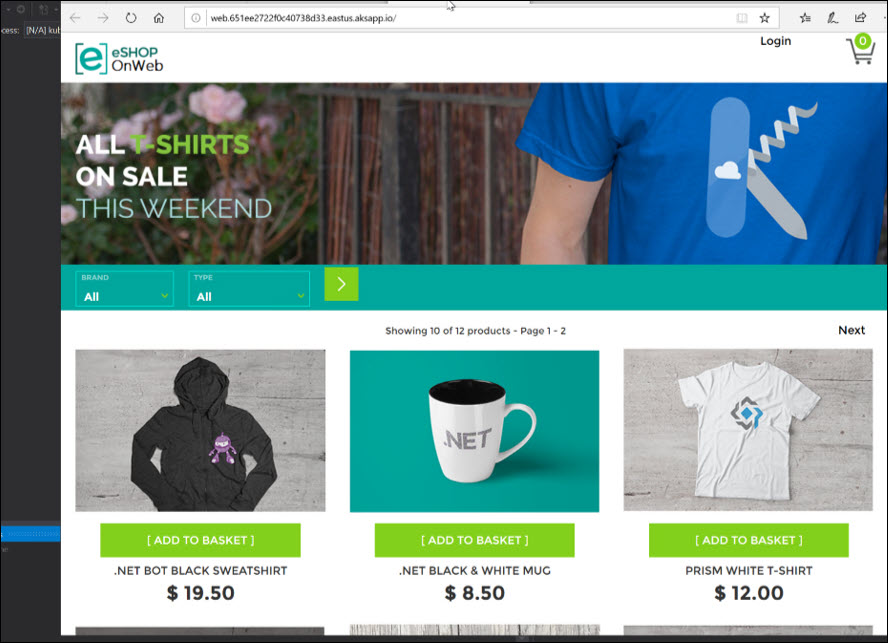 web.651ee2722f0c40738d33.eastus.aksapp.io/
cess: [N/A] kub
Login
0
e eSHOP
OnWeb
ALL T-SHIRTS
ON SALE
THIS WEEKEND
BRAND
All
TYPE
All
Showing 10 of 12 products - Page 1 - 2
Next
.NET
[ ADD TO BASKET ]
[ ADD TO BASKET ]
[ ADD TO BASKET ]
.NET BOT BLACK SWEATSHIRT
.NET BLACK & WHITE MUG
PRISM WHITE T-SHIRT
$ 19.50
$ 8.50
$ 12.00